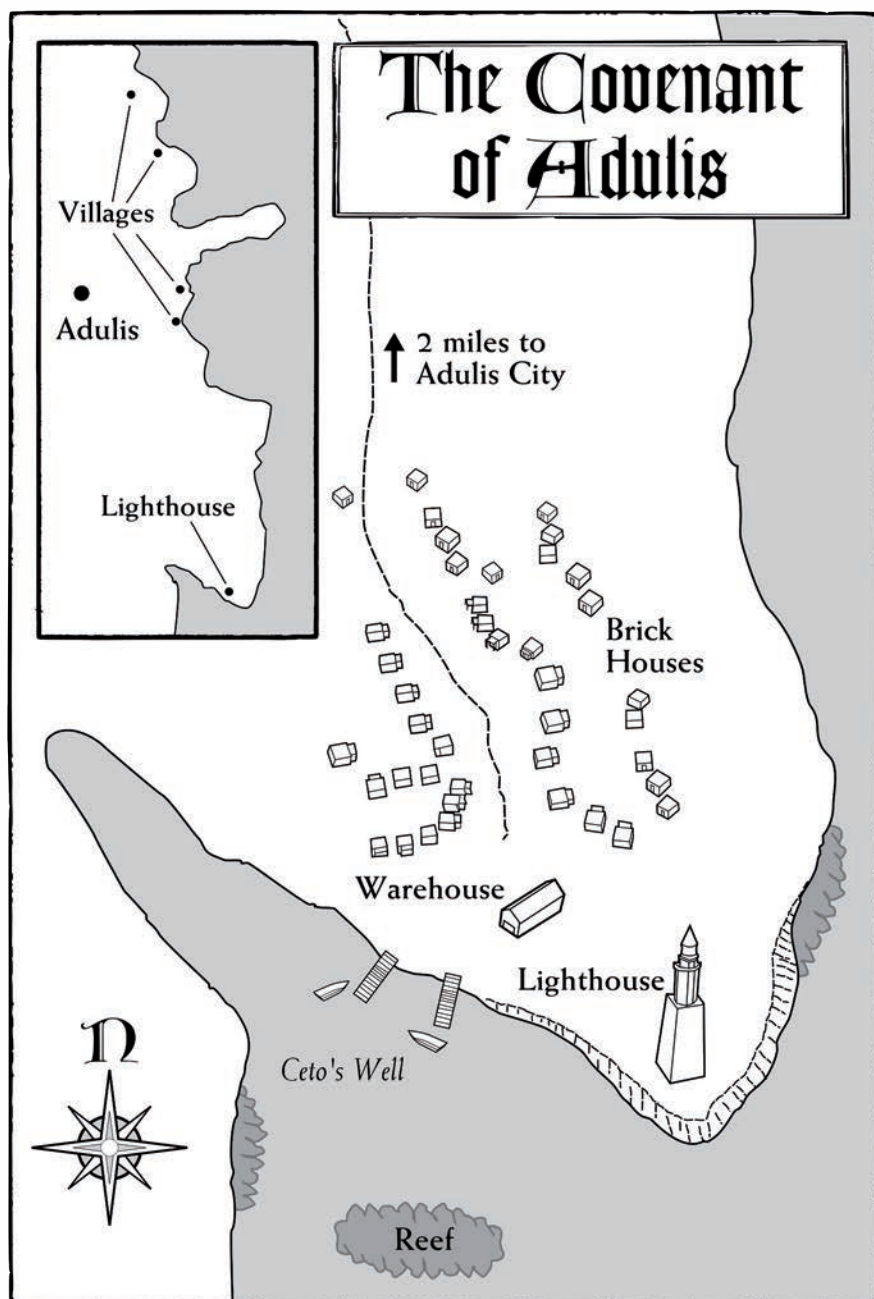 The Covenant
of Adulis
Villages
Adulis
Lighthouse
2 miles to
Adulis City
Brick
Houses
Warehouse
Lighthouse
Ceto's Well
N
Reef